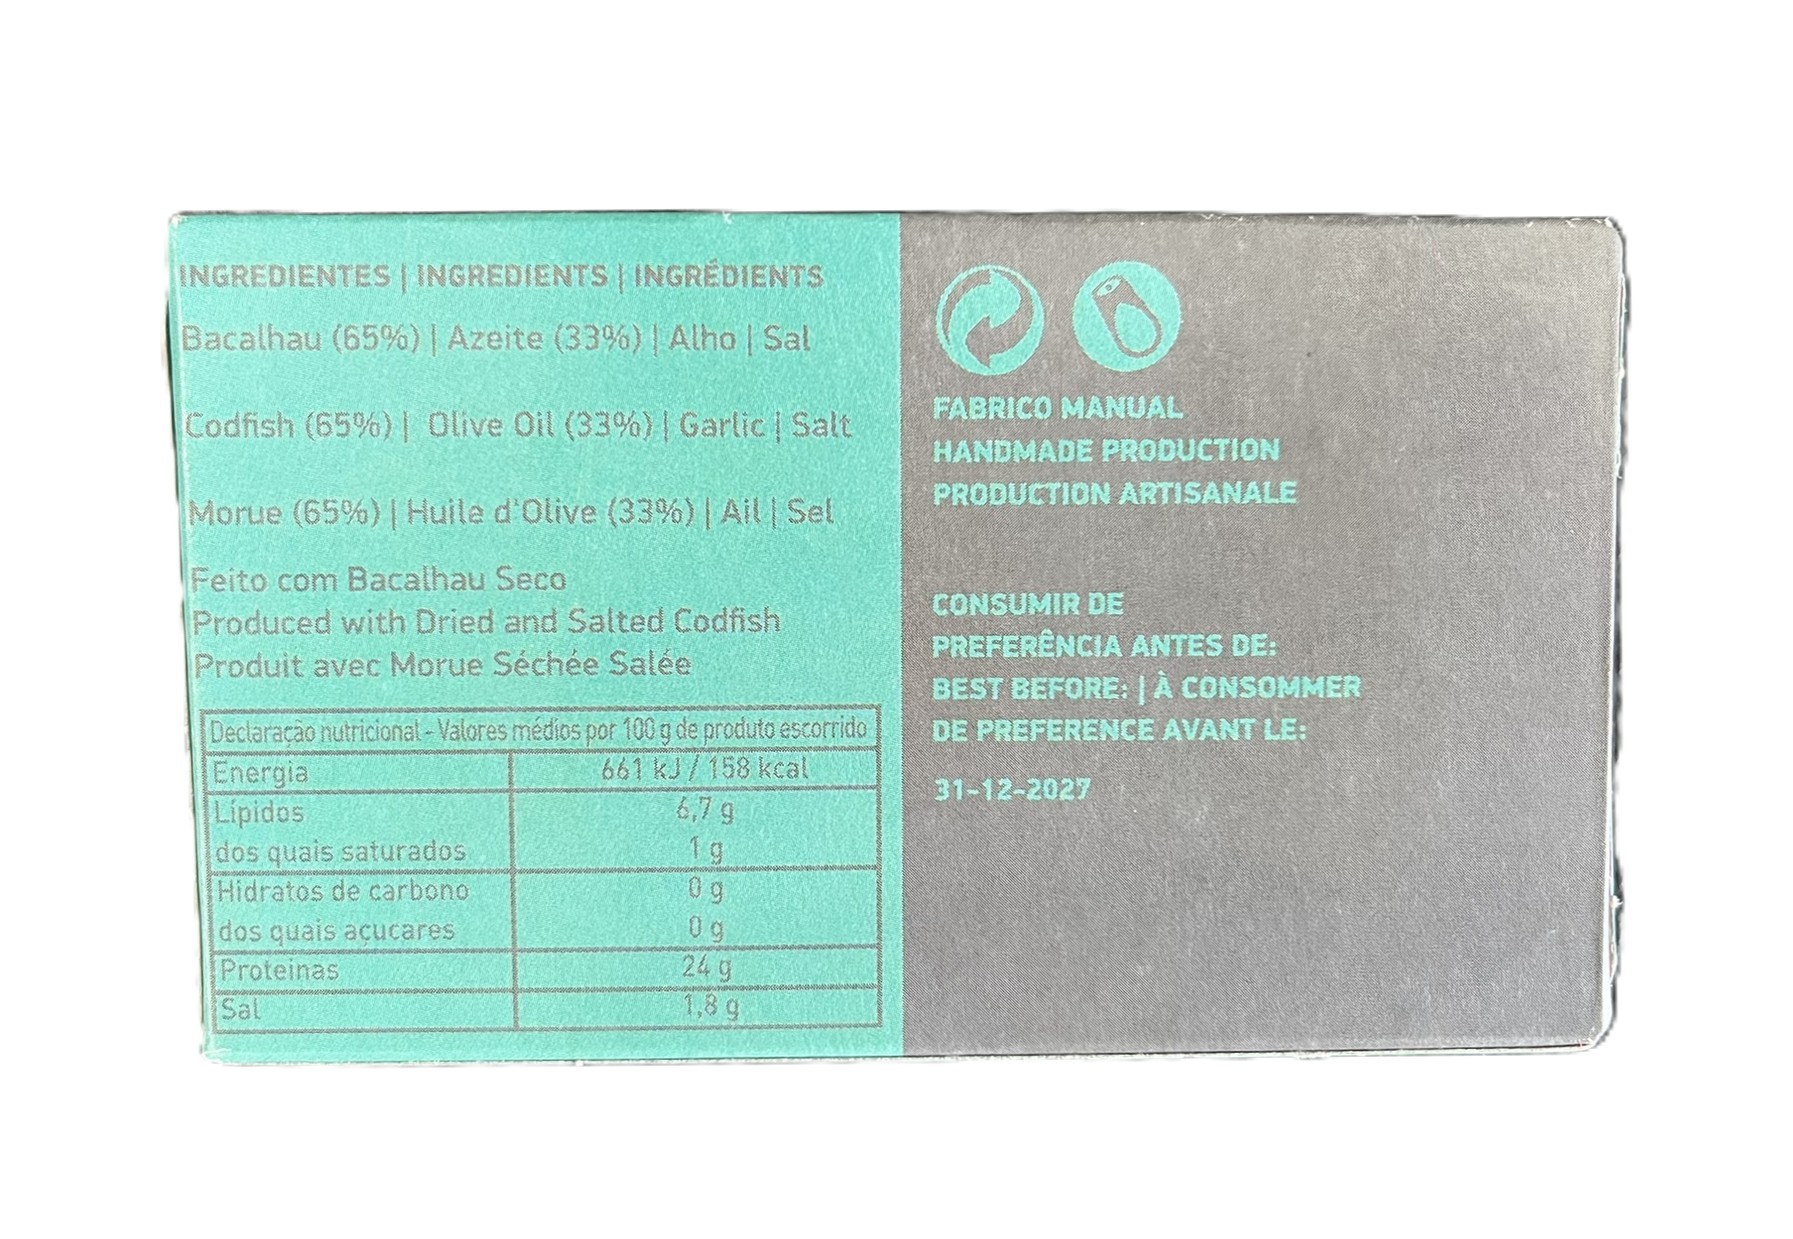 INGREDIENTES | INGREDIENTS | INGRÉDIENTS
Bacalhau (65%) | Azeite (33%) | Alho | Sal
Codfish (65%) | Olive Oil (33%) | Garlic | Salt
Morue (65%) | Huile d'Olive (33%) | Ail | Sel
Feito com Bacalhau Seco
Produced with Dried and Salted Codfish
Produit avec Morue Séchée Salée
Declaração nutricional - Valores médios por 100 g de produto escorrido
Energia 661 kJ / 158 kcal
Lípidos 6,7 g
dos quais saturados 1 g
Hidratos de carbono 0 g
dos quais açucares 0 g
Proteinas 24 g
Sal 1,8 g
FABRICO MANUAL
HANDMADE PRODUCTION
PRODUCTION ARTISANALE
CONSUMIR DE
PREFERÊNCIA ANTES DE:
BEST BEFORE: | À CONSOMMER
DE PREFERENCE AVANT LE:
31-12-2027